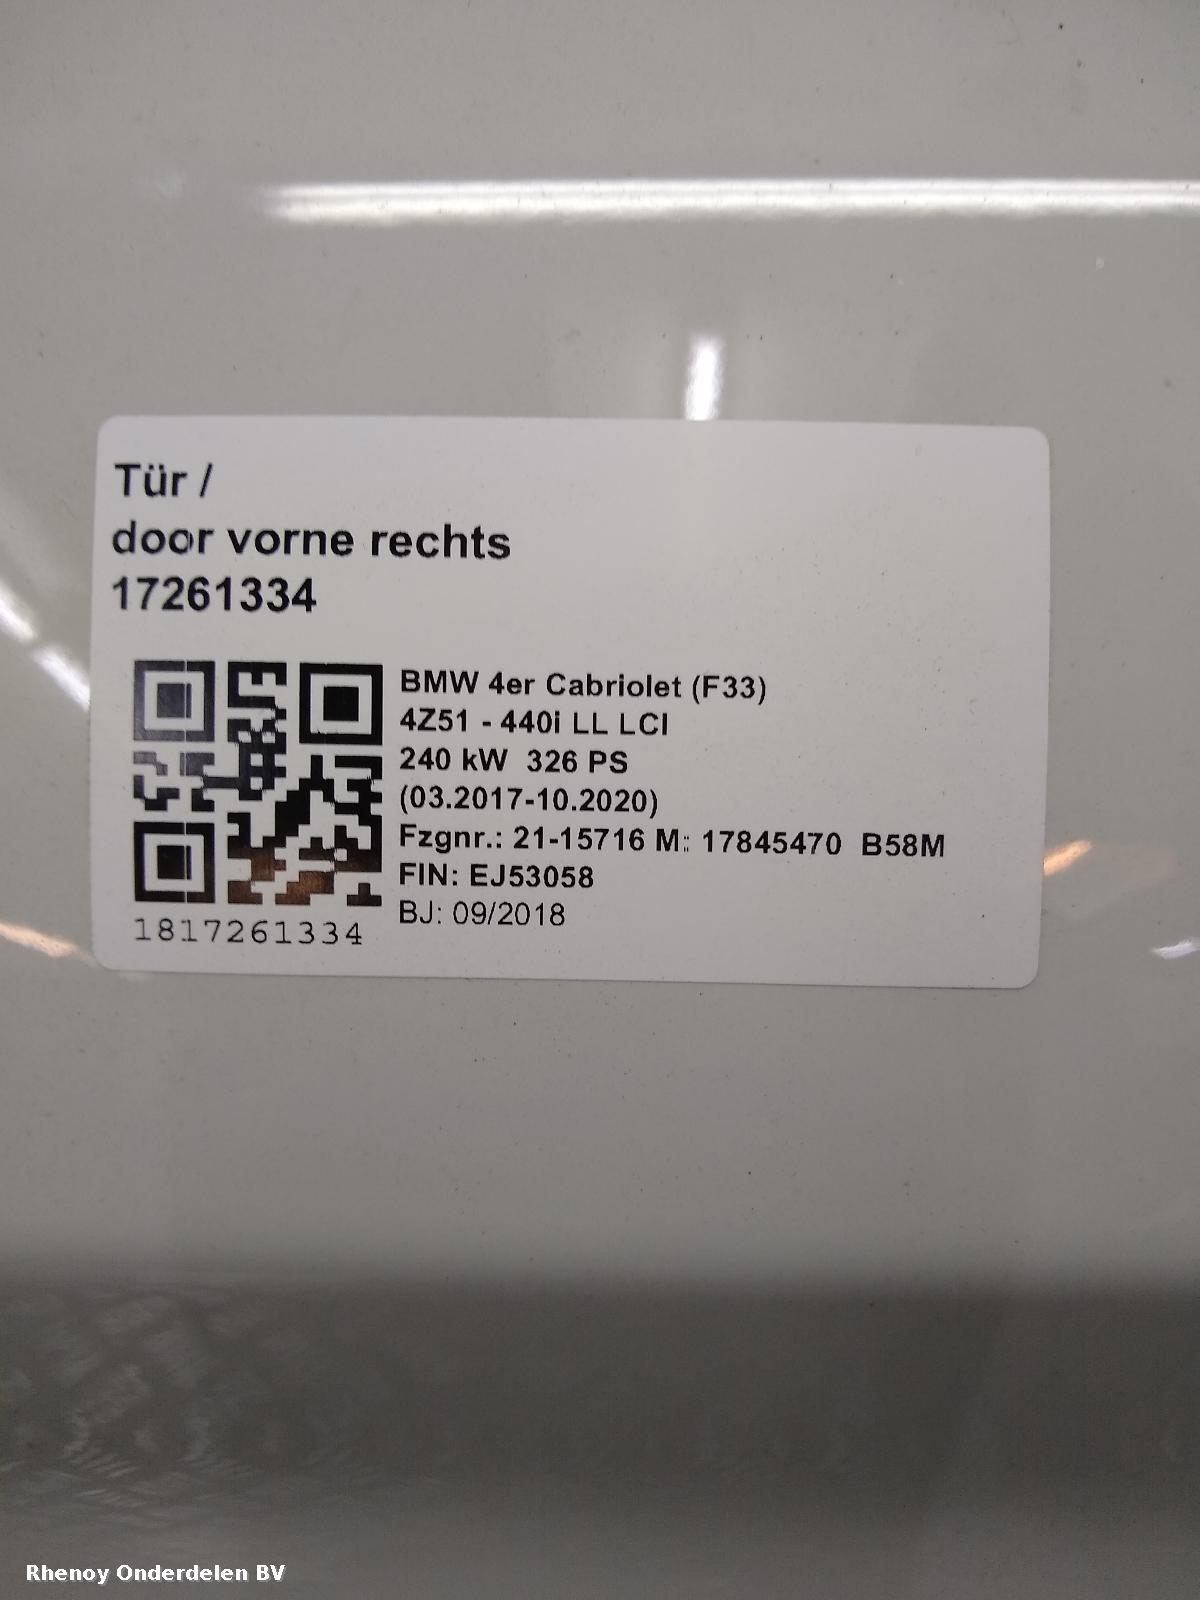 Tür /
door vorne rechts
17261334
BMW 4er Cabriolet (F33)
4Z51 - 440i LL LCI
240 kW 326 PS
(03.2017-10.2020)
Fzgnr.: 21-15716 M: 17845470 B58M
FIN: EJ53058
BJ: 09/2018
1817261334
Rhenoy Onderdelen BV